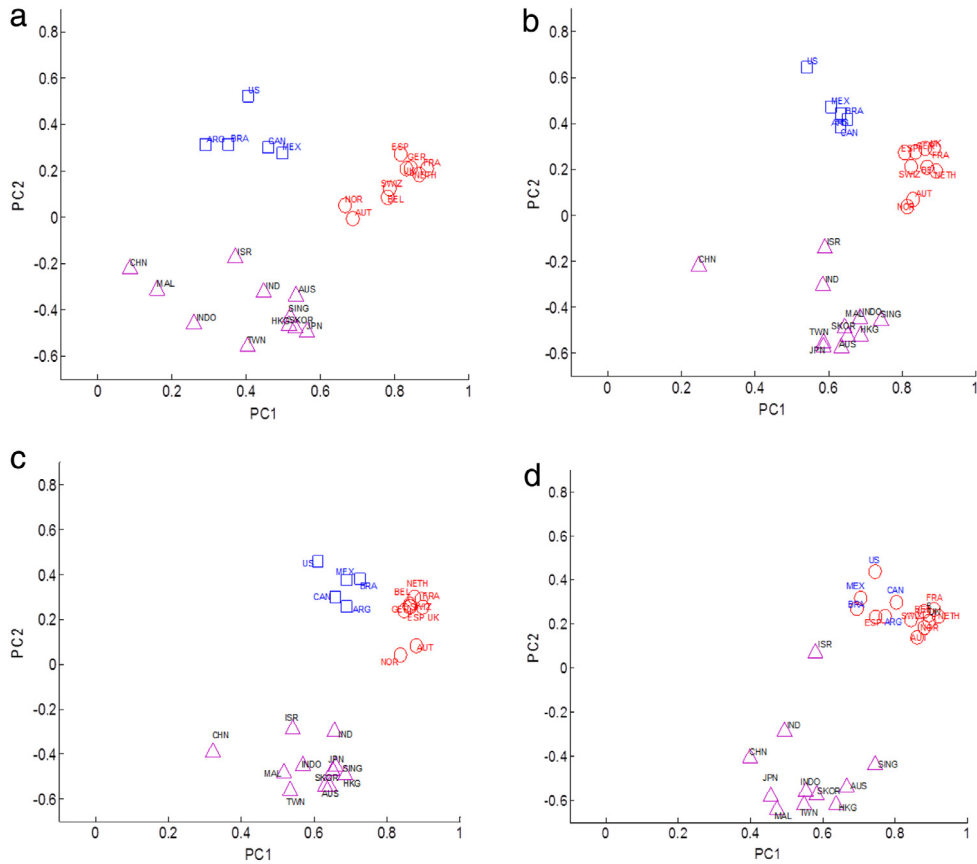 a
0.8
0.6
0.4
0.2
0
-0.2
-0.4
-0.6
PC2
US
ARG BRA CAN MEX
ESP
GER
FRA
NETH
SWIZ
BEL
NOR
AUT
ISR
CHN
MAL
IND
AUS
INDO
SING
HKG SKOR
JPN
TWN
0 0.2 0.4 0.6 0.8 1
PC1
b
0.8
0.6
0.4
0.2
0
-0.2
-0.4
-0.6
PC2
US
MEX
BRA
ARG
CAN
ESP GER UK
FRA
SWIZ BEL NETH
AUT
NOR
ISR
CHN
IND
MAL INDO SING
SKOR
TWN HKG
JPN AUS
0 0.2 0.4 0.6 0.8 1
PC1
c
0.8
0.6
0.4
0.2
0
-0.2
-0.4
-0.6
PC2
US
MEX
BRA
CAN
ARG
NETH
BEL
FRA
SWIZ
ESP UK
AUT
NOR
ISR
CHN
IND
JPN
INDO
SING
MAL
SKOR HKG
TWN AUS
0 0.2 0.4 0.6 0.8 1
PC1
d
0.8
0.6
0.4
0.2
0
-0.2
-0.4
-0.6
PC2
US
MEX CAN
BRA
FRA
ESP ARG SWIZ NETH
NOR
AUT
ISR
IND
CHN
SING
JPN INDO
AUS
SKOR
MAL TWN HKG
0 0.2 0.4 0.6 0.8 1
PC1